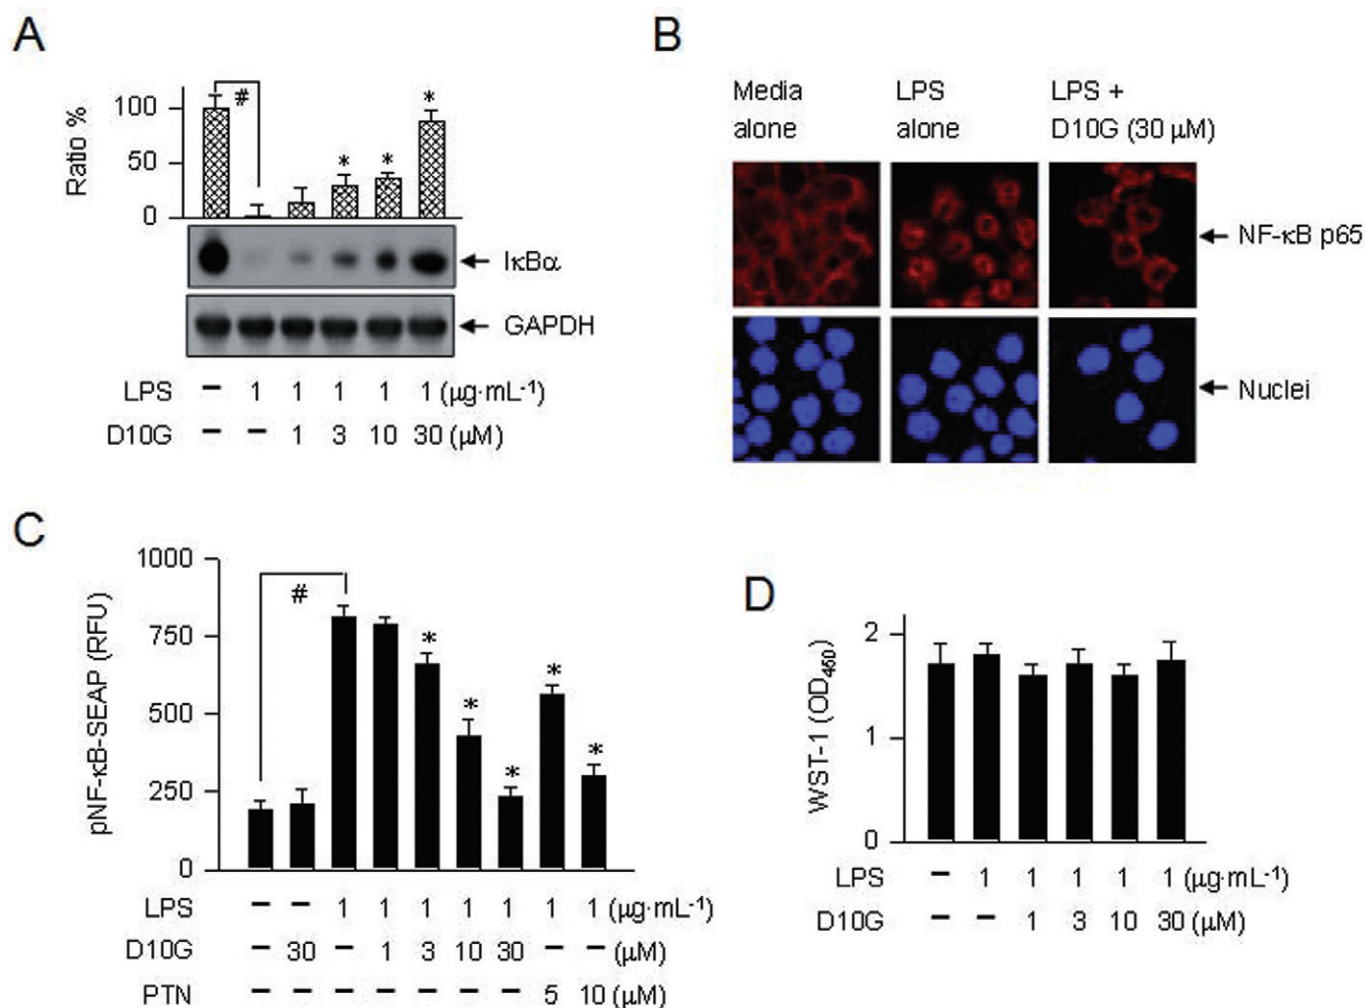 A
Ratio %
100
50
0
#
*
*
*
IκBα
GAPDH
LPS – 1 1 1 1 1 (μg·mL-1)
D10G – – 1 3 10 30 (μM)
B
Media alone
LPS alone
LPS + D10G (30 μM)
NF-κB p65
Nuclei
C
pNF-κB-SEAP (RFU)
1000
750
500
250
0
#
*
*
*
*
*
LPS – – 1 1 1 1 1 1 1 (μg·mL-1)
D10G – 30 – 1 3 10 30 – – (μM)
PTN – – – – – – – 5 10 (μM)
D
WST-1 (OD450)
2
1
0
LPS – 1 1 1 1 1 (μg·mL-1)
D10G – – 1 3 10 30 (μM)